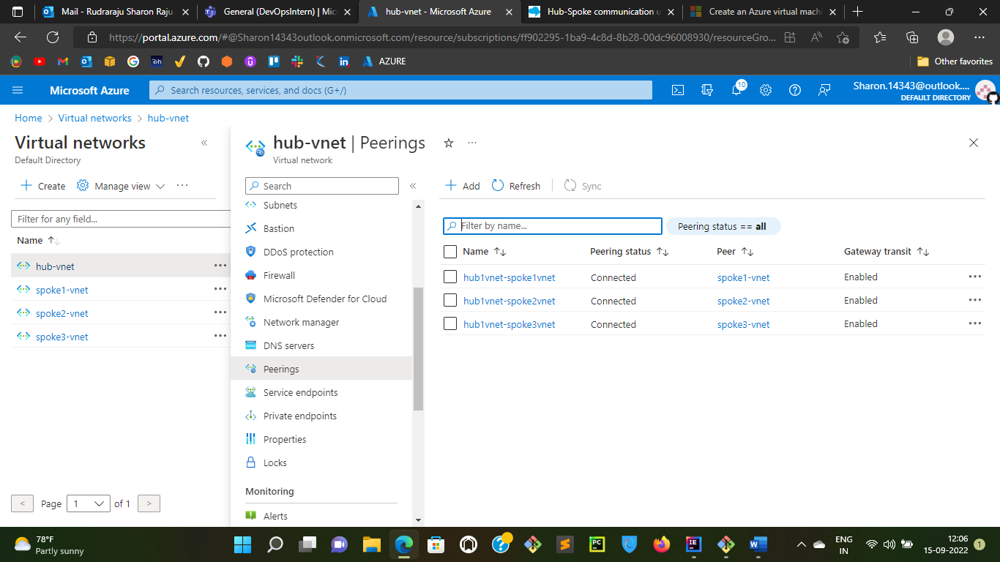 Mail - Rudraraju Sharon Raju
General (DevOpsIntern) | Mic
hub-vnet - Microsoft Azure
Hub-Spoke communication u
Create an Azure virtual machi
https://portal.azure.com/#@Sharon14343outlook.onmicrosoft.com/resource/subscriptions/ff902295-1ba9-4c8d-8b28-00dc96008930/resourceGro...
AZURE
Other favorites
Microsoft Azure
Search resources, services, and docs (G+/)
10
Sharon.14343@outlook....
DEFAULT DIRECTORY
Home > Virtual networks > hub-vnet
Virtual networks
Default Directory
Create
Manage view
Filter for any field...
Name
hub-vnet
spoke1-vnet
spoke2-vnet
spoke3-vnet
< Page 1 of 1 >
hub-vnet | Peerings
Virtual network
Search
Subnets
Bastion
DDoS protection
Firewall
Microsoft Defender for Cloud
Network manager
DNS servers
Peerings
Service endpoints
Private endpoints
Properties
Locks
Monitoring
Alerts
Add
Refresh
Sync
Filter by name...
Peering status == all
Name Peering status Peer Gateway transit
hub1vnet-spoke1vnet Connected spoke1-vnet Enabled
hub1vnet-spoke2vnet Connected spoke2-vnet Enabled
hub1vnet-spoke3vnet Connected spoke3-vnet Enabled
78°F
Partly sunny
ENG
IN
12:06
15-09-2022
1